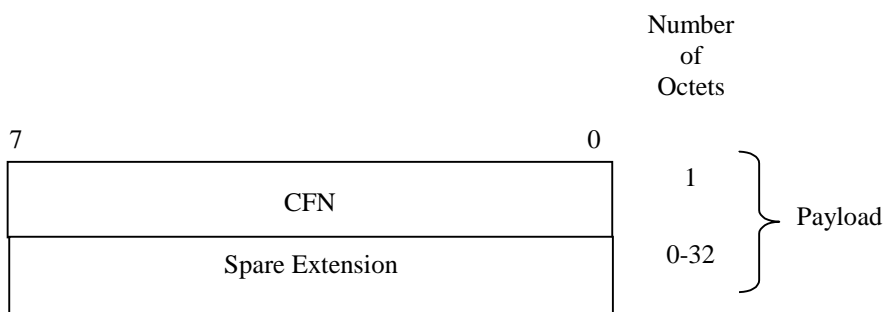 Number
of
Octets
7 0
CFN 1
Payload
Spare Extension 0-32